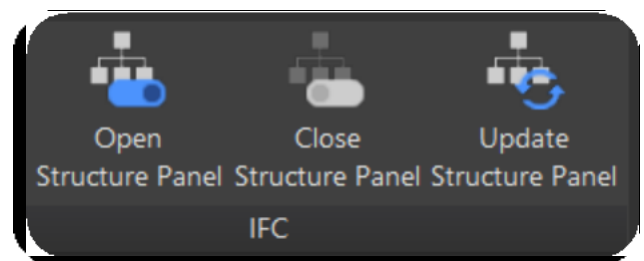 Open Close Update
Structure Panel Structure Panel Structure Panel
IFC